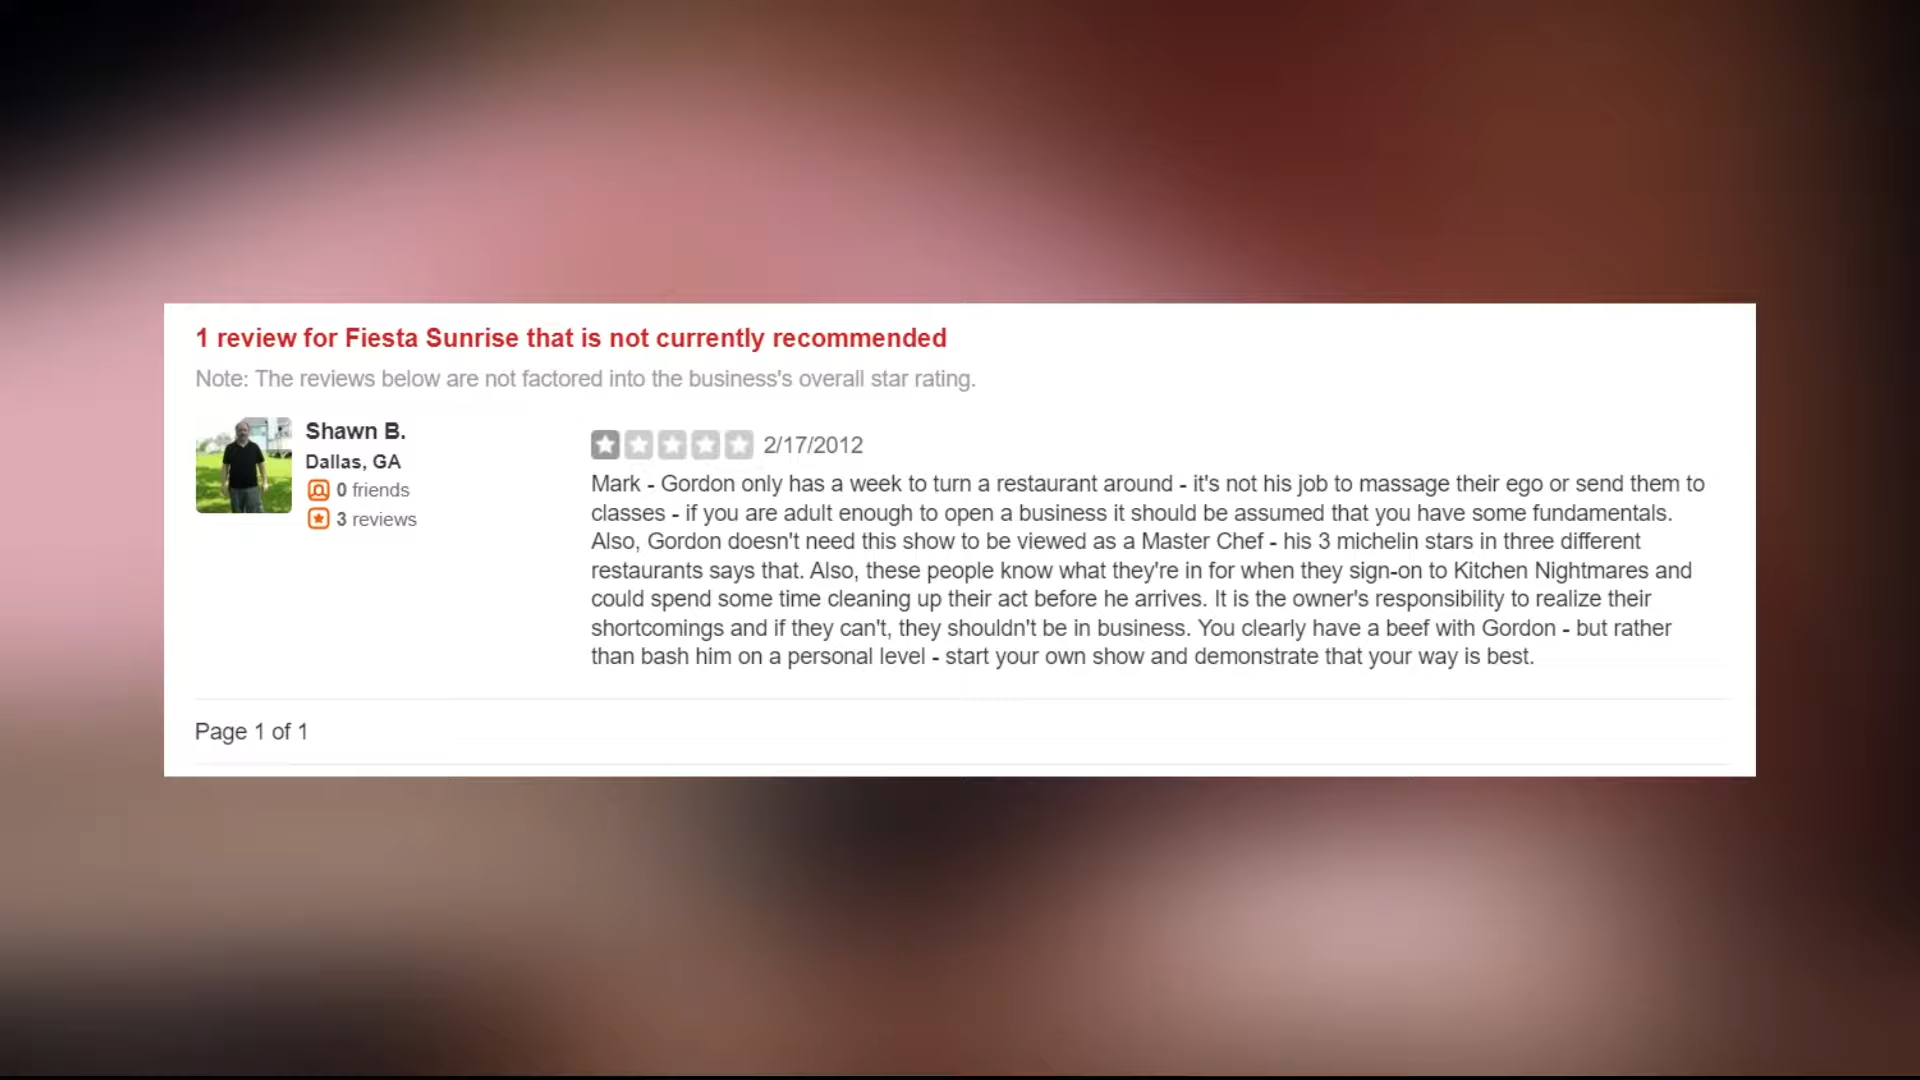 1 review for Fiesta Sunrise that is not currently recommended
Note: The reviews below are not factored into the business's overall star rating.
Shawn B.
Dallas, GA
0 friends
3 reviews
2/17/2012
Mark - Gordon only has a week to turn a restaurant around - it's not his job to massage their ego or send them to
classes - if you are adult enough to open a business it should be assumed that you have some fundamentals.
Also, Gordon doesn't need this show to be viewed as a Master Chef - his 3 michelin stars in three different
restaurants says that. Also, these people know what they're in for when they sign-on to Kitchen Nightmares and
could spend some time cleaning up their act before he arrives. It is the owner's responsibility to realize their
shortcomings and if they can't, they shouldn't be in business. You clearly have a beef with Gordon - but rather
than bash him on a personal level - start your own show and demonstrate that your way is best.
Page 1 of 1